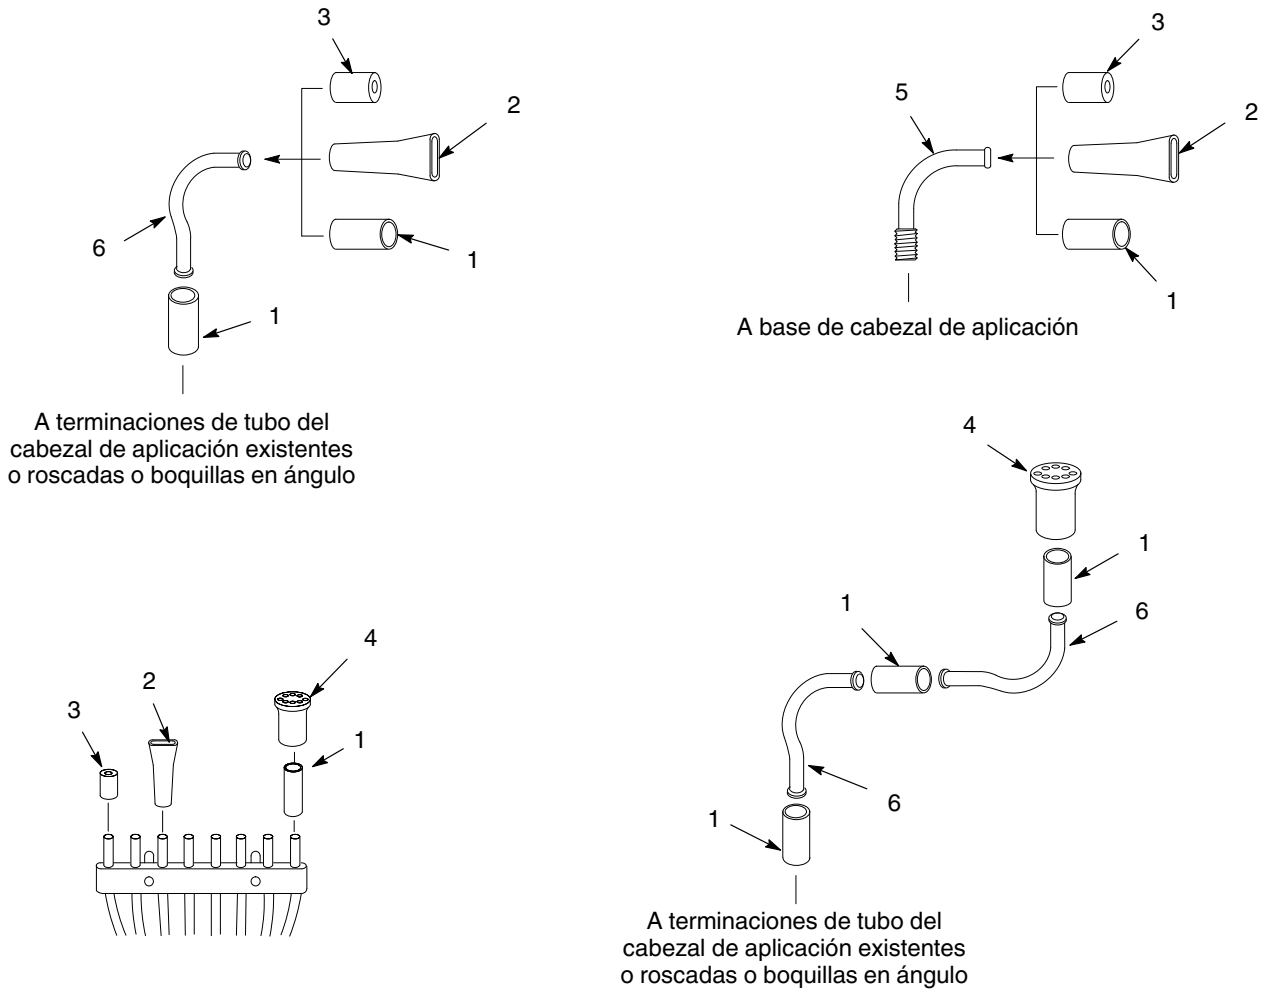 3
2
6
1
1
A terminaciones de tubo del
cabezal de aplicación existentes
o roscadas o boquillas en ángulo
3
5
2
1
A base de cabezal de aplicación
4
2
3
1
4
1
1
6
6
1
A terminaciones de tubo del
cabezal de aplicación existentes
o roscadas o boquillas en ángulo